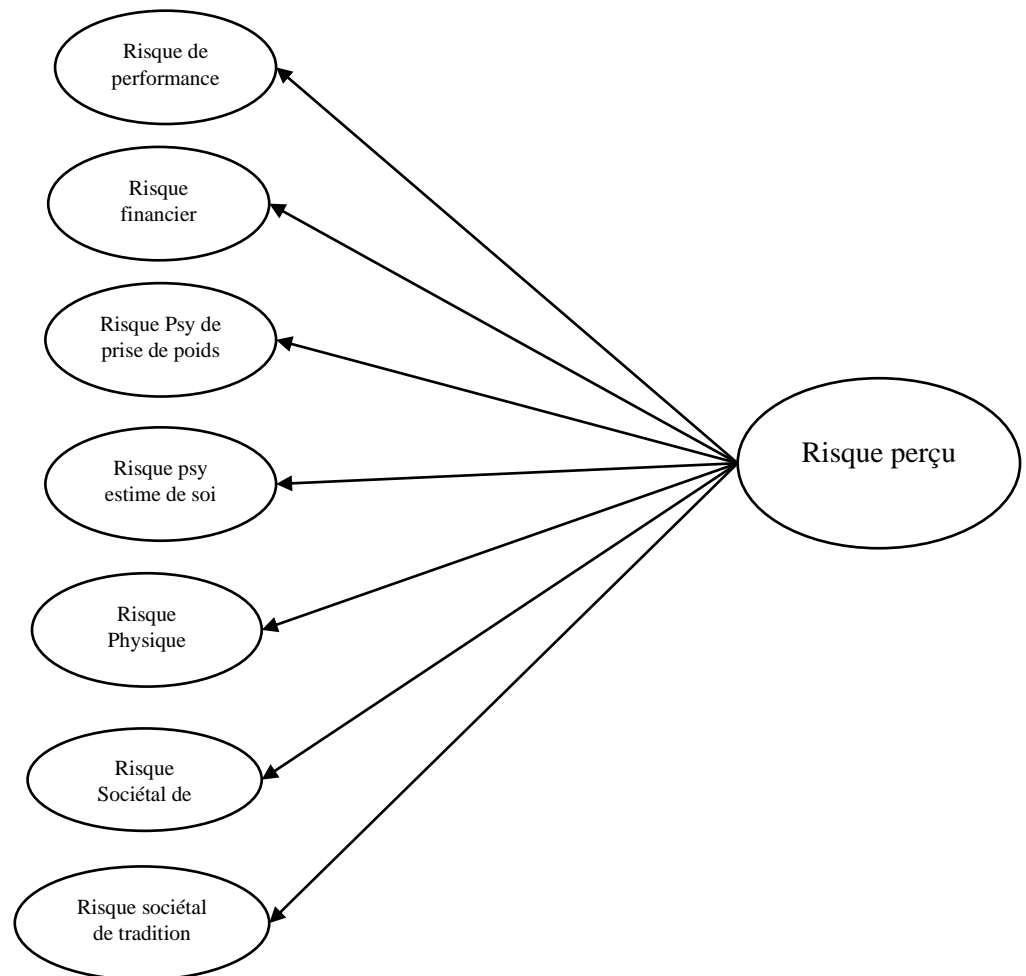 Risque de
performance
Risque
financier
Risque Psy de
prise de poids
Risque psy
estime de soi
Risque perçu
Risque
Physique
Risque
Sociétal de
Risque sociétal
de tradition